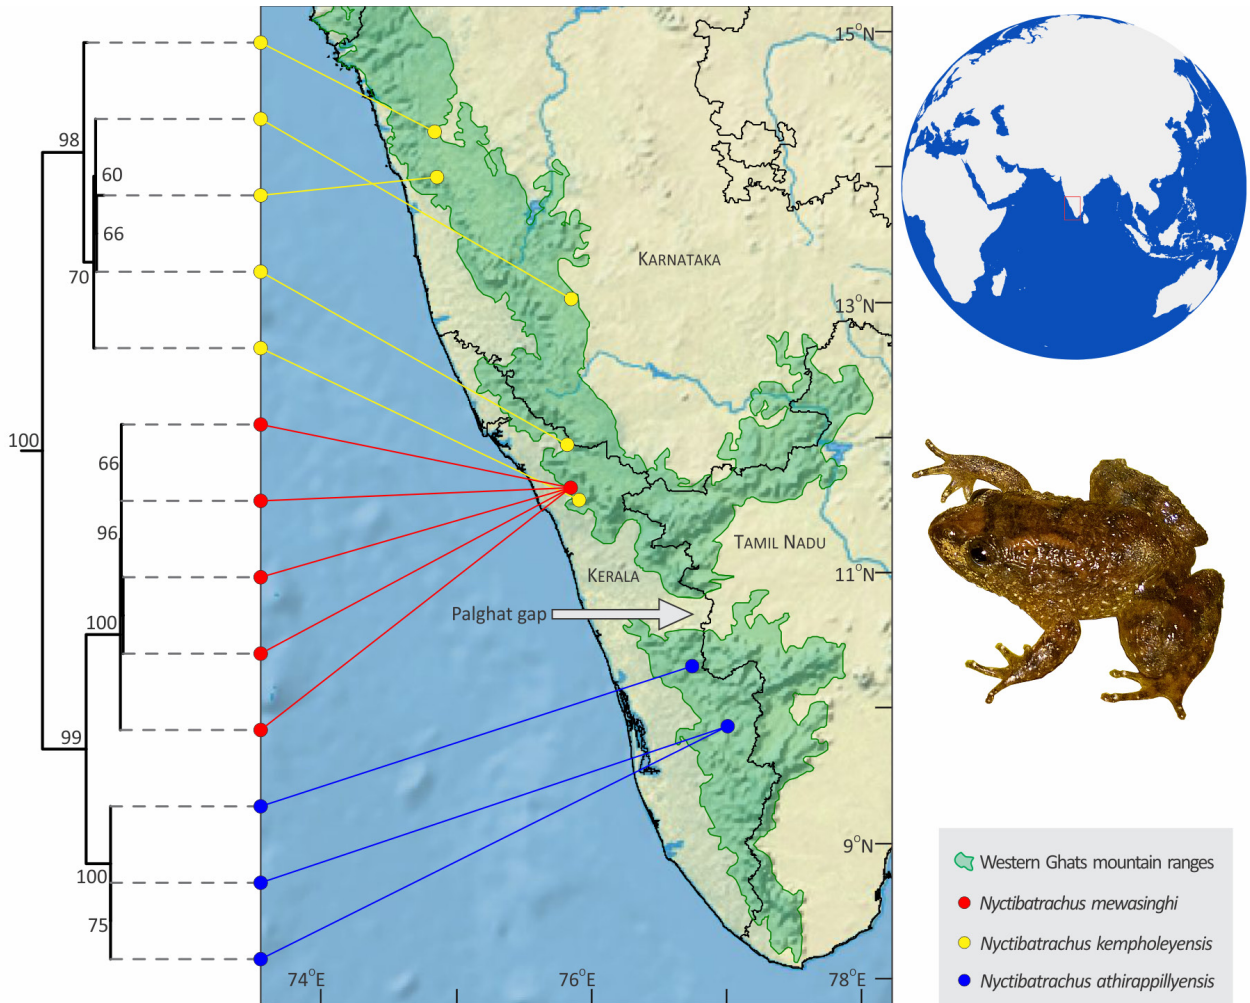 98
60
66
70
100
66
96
100
99
100
75
15°N
13°N
11°N
9°N
74°E
76°E
78°E
KARNATAKA
TAMIL NADU
KERALA
Palghat gap
Western Ghats mountain ranges
Nyctibatrachus mewasinghi
Nyctibatrachus kempholeyensis
Nyctibatrachus athirappillyensis